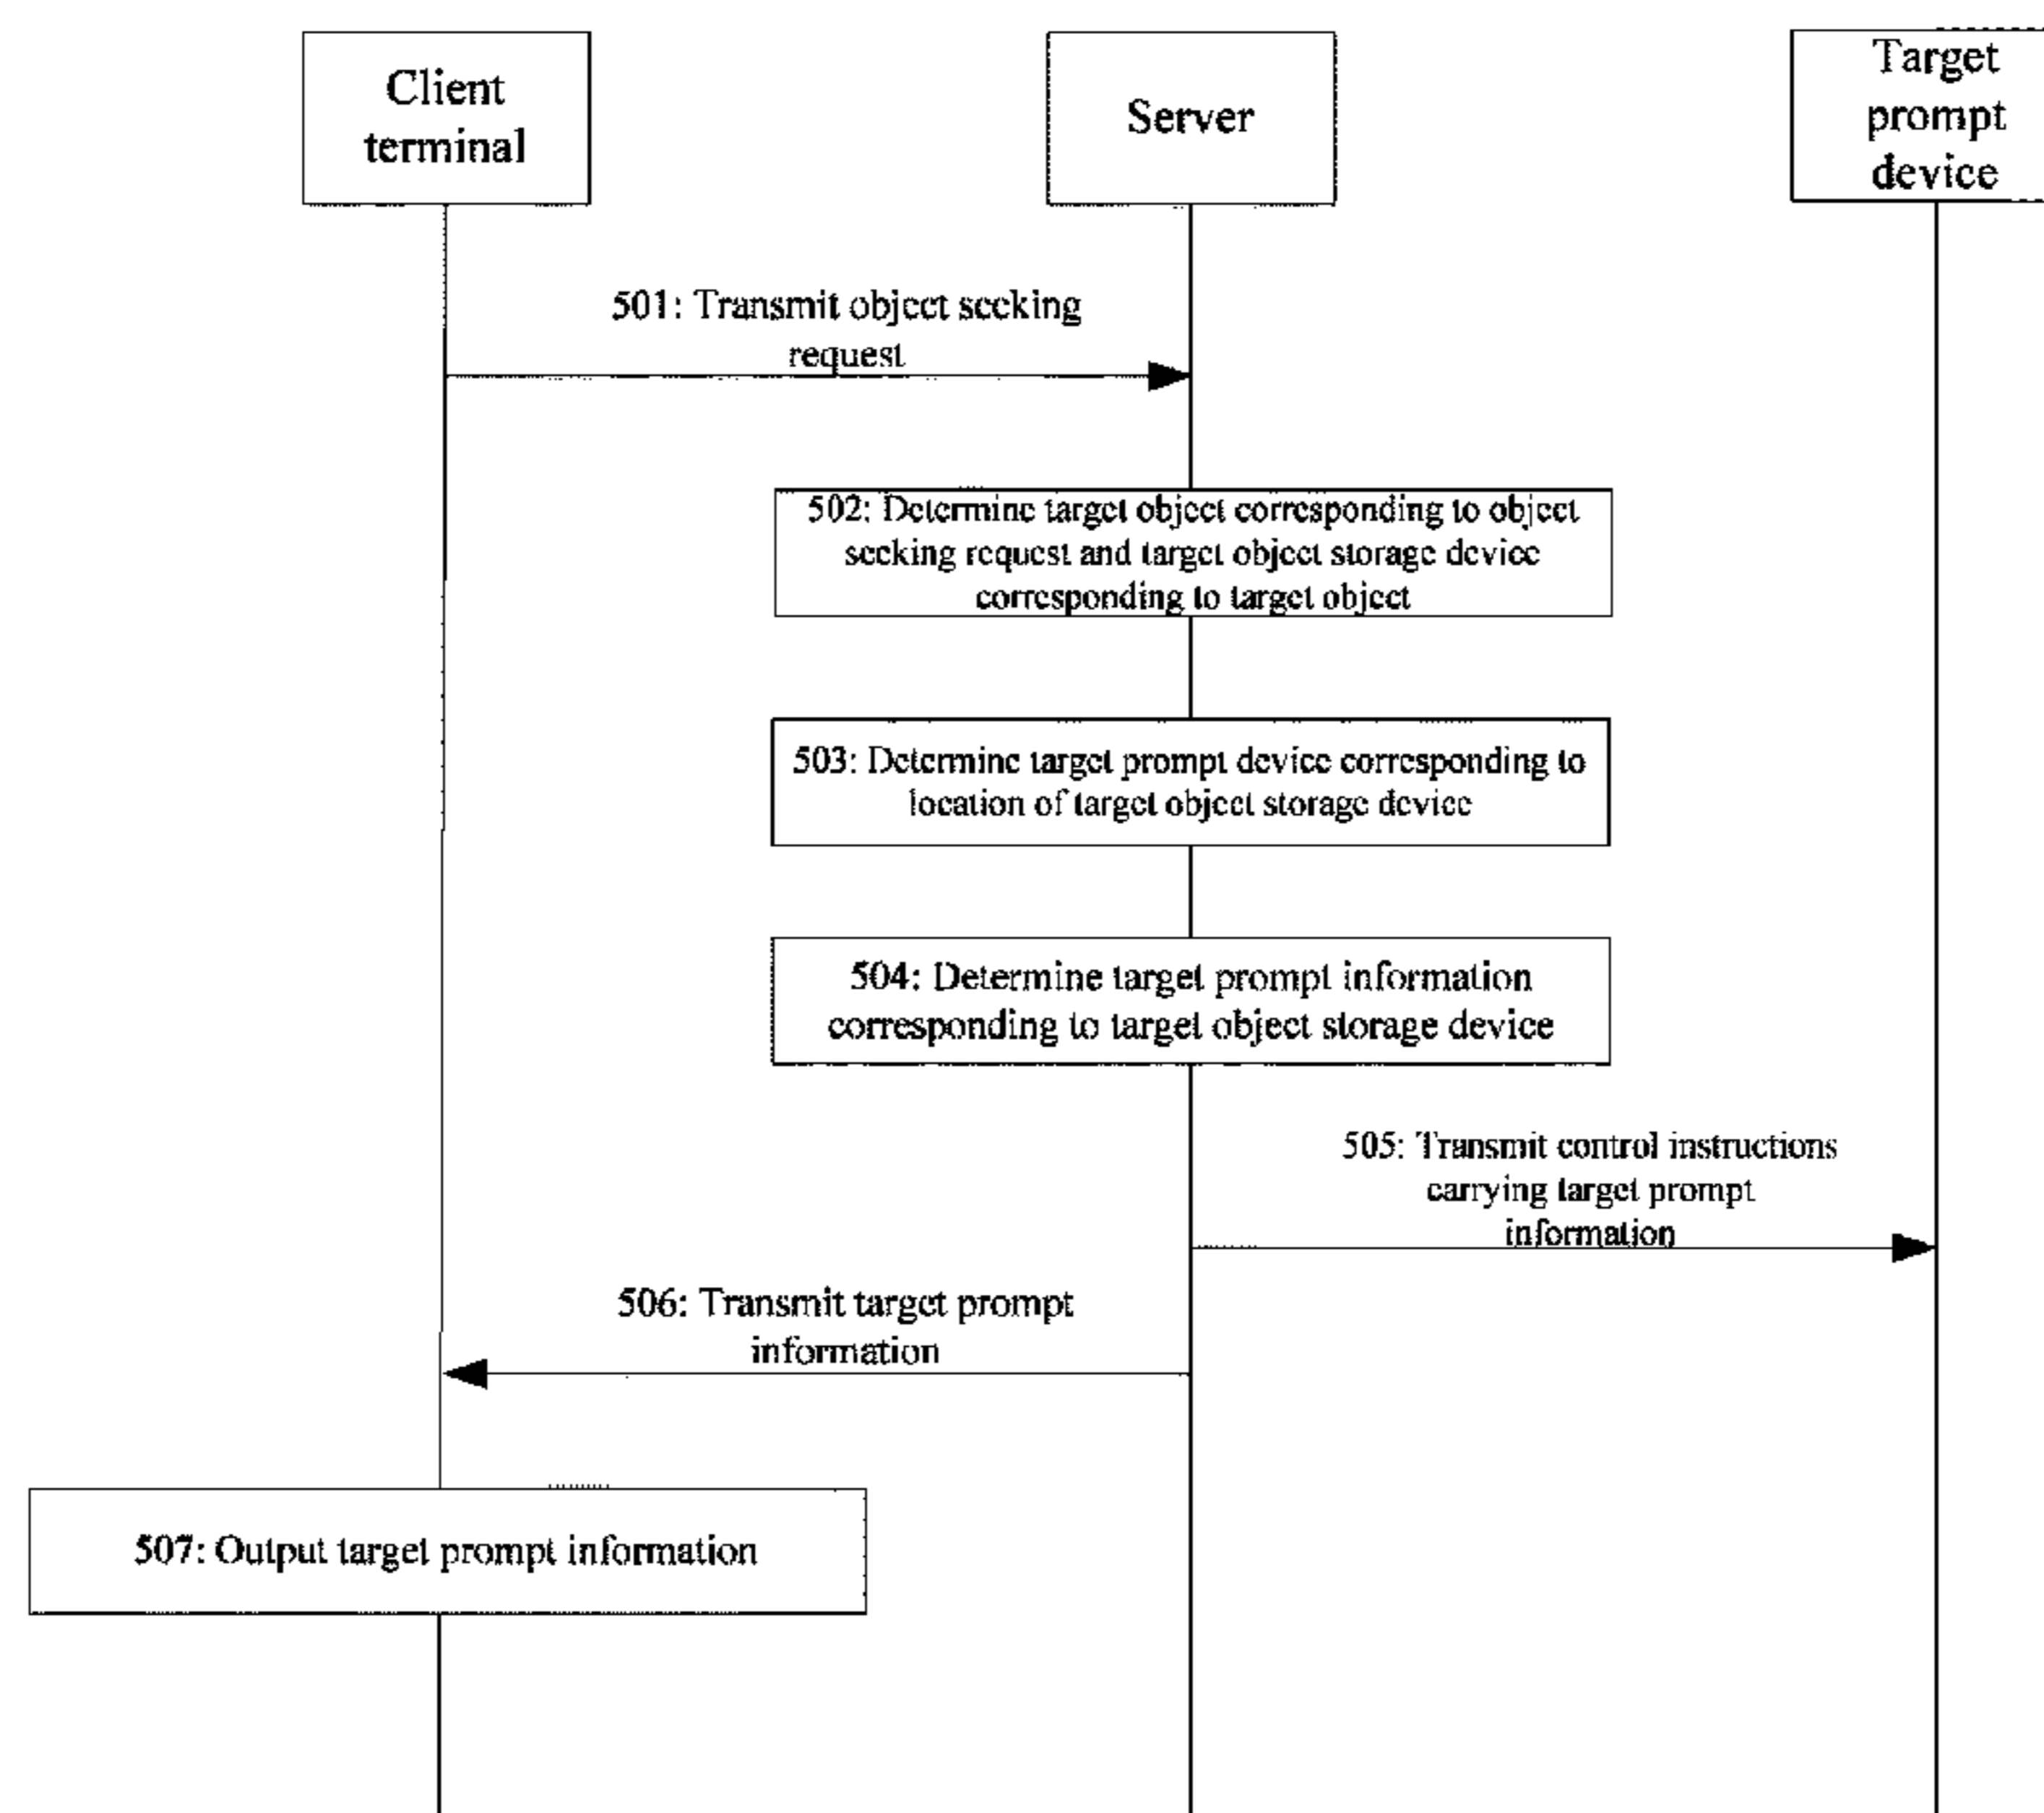 Client
terminal
Server
Target
prompt
device
501: Transmit object seeking
request
502: Determine target object corresponding to object
seeking request and target object storage device
corresponding to target object
503: Determine target prompt device corresponding to
location of target object storage device
504: Determine target prompt information
corresponding to target object storage device
505: Transmit control instructions
carrying target prompt
information
506: Transmit target prompt
information
507: Output target prompt information